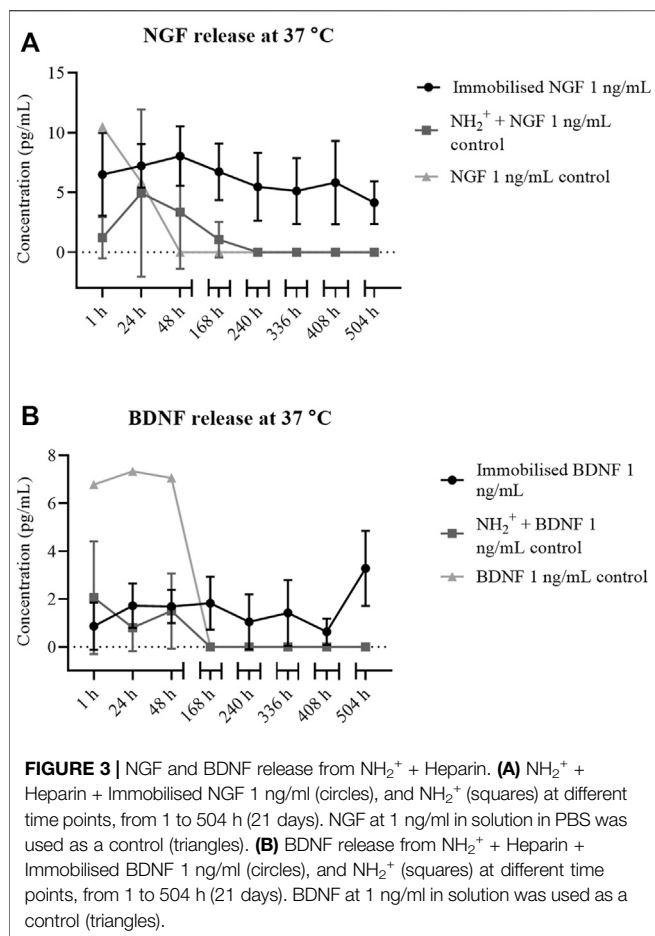 A
NGF release at 37 °C
15
10
5
0
Concentration (pg/mL)
1 h
24 h
48 h
168 h
240 h
336 h
408 h
504 h
Immobilised NGF 1 ng/mL
NH2+ + NGF 1 ng/mL
control
NGF 1 ng/mL control
B
BDNF release at 37 °C
8
6
4
2
0
Concentration (pg/mL)
1 h
24 h
48 h
168 h
240 h
336 h
408 h
504 h
Immobilised BDNF 1
ng/mL
NH2+ + BDNF 1
ng/mL control
BDNF 1 ng/mL control
FIGURE 3 | NGF and BDNF release from NH2+ + Heparin. (A) NH2+ +
Heparin + Immobilised NGF 1 ng/ml (circles), and NH2+ (squares) at different
time points, from 1 to 504 h (21 days). NGF at 1 ng/ml in solution in PBS was
used as a control (triangles). (B) BDNF release from NH2+ + Heparin +
Immobilised BDNF 1 ng/ml (circles), and NH2+ (squares) at different time
points, from 1 to 504 h (21 days). BDNF at 1 ng/ml in solution was used as a
control (triangles).